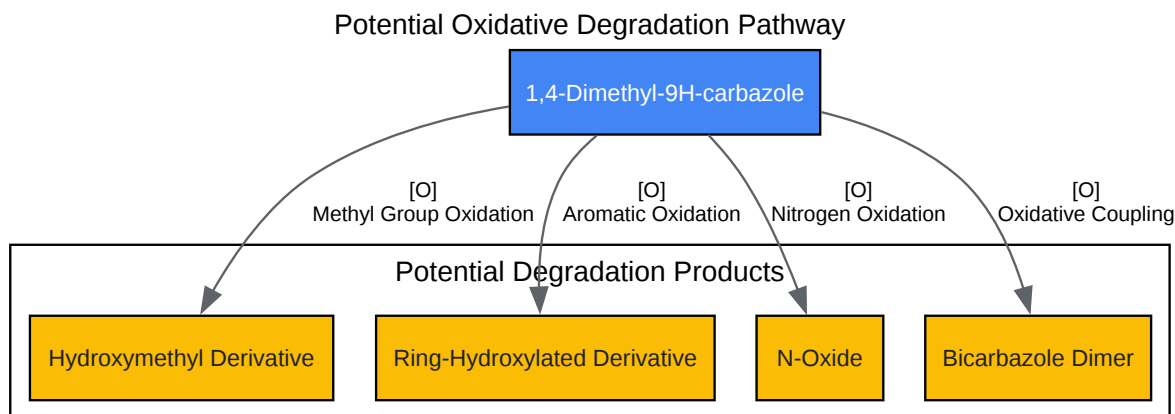 Potential Oxidative Degradation Pathway
1,4-Dimethyl-9H-carbazole
[O]
Methyl Group Oxidation
[O]
Aromatic Oxidation
[O]
Nitrogen Oxidation
[O]
Oxidative Coupling
Potential Degradation Products
Hydroxymethyl Derivative
Ring-Hydroxylated Derivative
N-Oxide
Bicarbazole Dimer